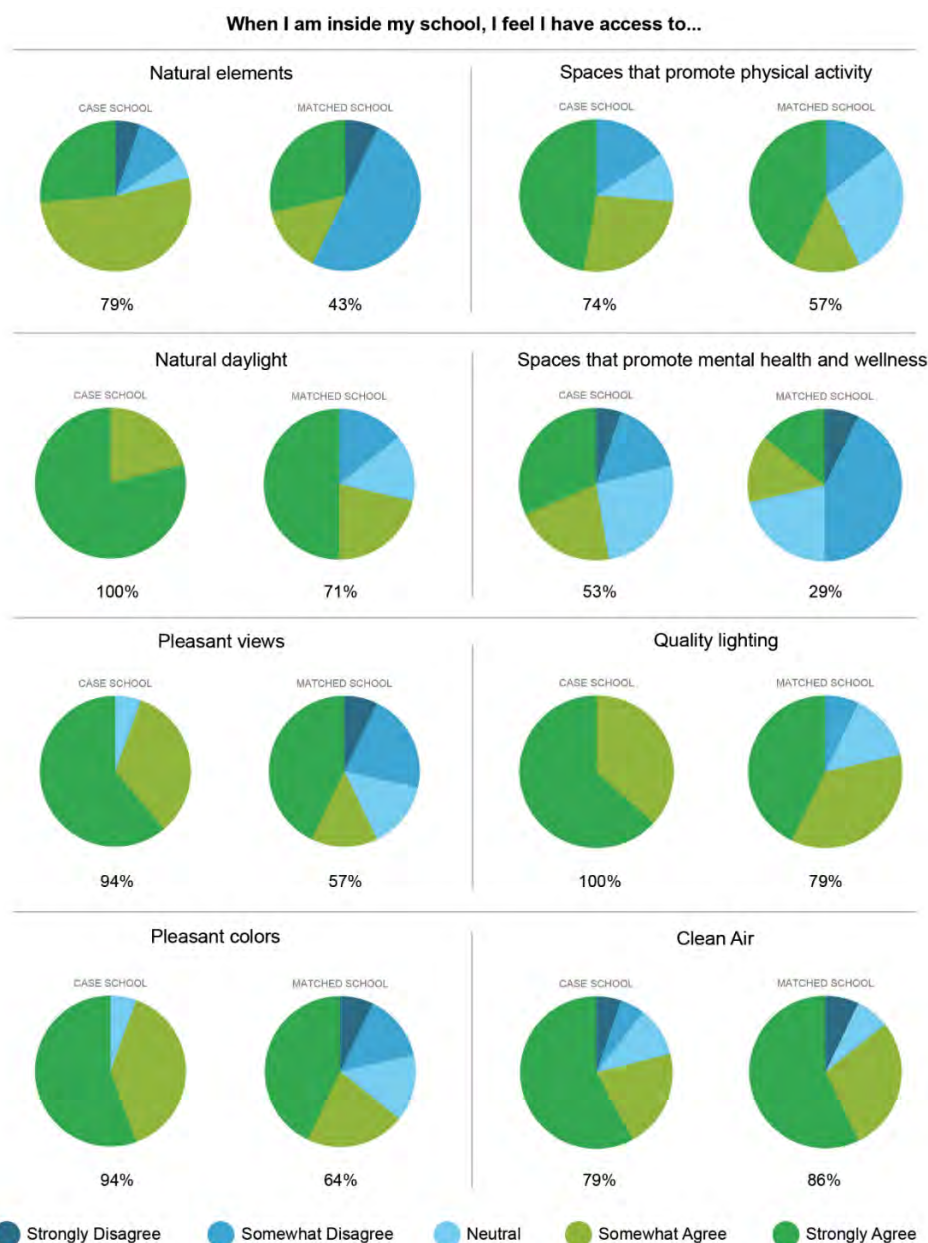 When I am inside my school, I feel I have access to...
Natural elements
CASE SCHOOL
MATCHED SCHOOL
79%
43%
Spaces that promote physical activity
CASE SCHOOL
MATCHED SCHOOL
74%
57%
Natural daylight
CASE SCHOOL
MATCHED SCHOOL
100%
71%
Spaces that promote mental health and wellness
CASE SCHOOL
MATCHED SCHOOL
53%
29%
Pleasant views
CASE SCHOOL
MATCHED SCHOOL
94%
57%
Quality lighting
CASE SCHOOL
MATCHED SCHOOL
100%
79%
Pleasant colors
CASE SCHOOL
MATCHED SCHOOL
94%
64%
Clean Air
CASE SCHOOL
MATCHED SCHOOL
79%
86%
Strongly Disagree
Somewhat Disagree
Neutral
Somewhat Agree
Strongly Agree